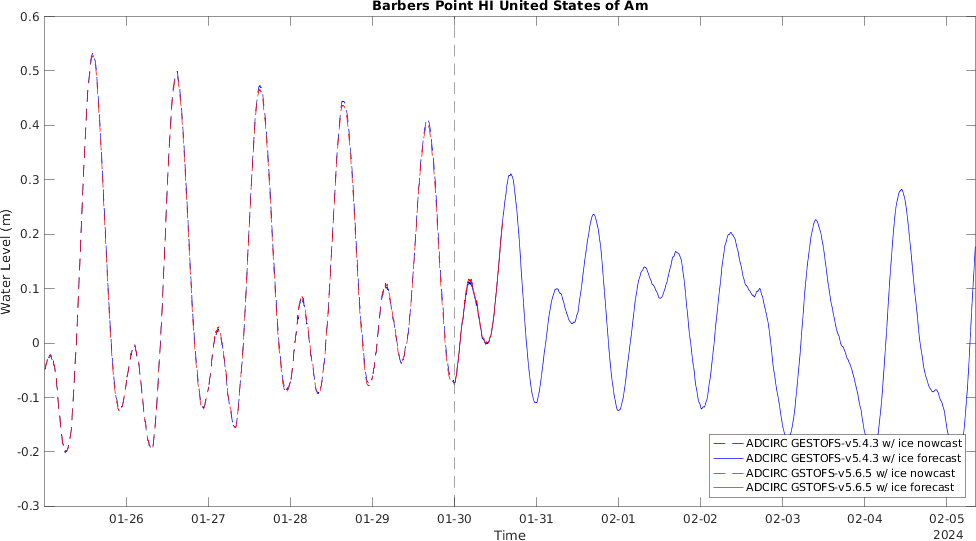 Barbers Point HI United States of Am
0.6
0.5
0.4
0.3
0.2
0.1
0
-0.1
-0.2
-0.3
Water Level (m)
ADCIRC GESTOFS-v5.4.3 w/ ice nowcast
ADCIRC GESTOFS-v5.4.3 w/ ice forecast
ADCIRC GSTOFS-v5.6.5 w/ ice nowcast
ADCIRC GSTOFS-v5.6.5 w/ ice forecast
01-26 01-27 01-28 01-29 01-30 01-31 02-01 02-02 02-03 02-04 02-05
Time
2024